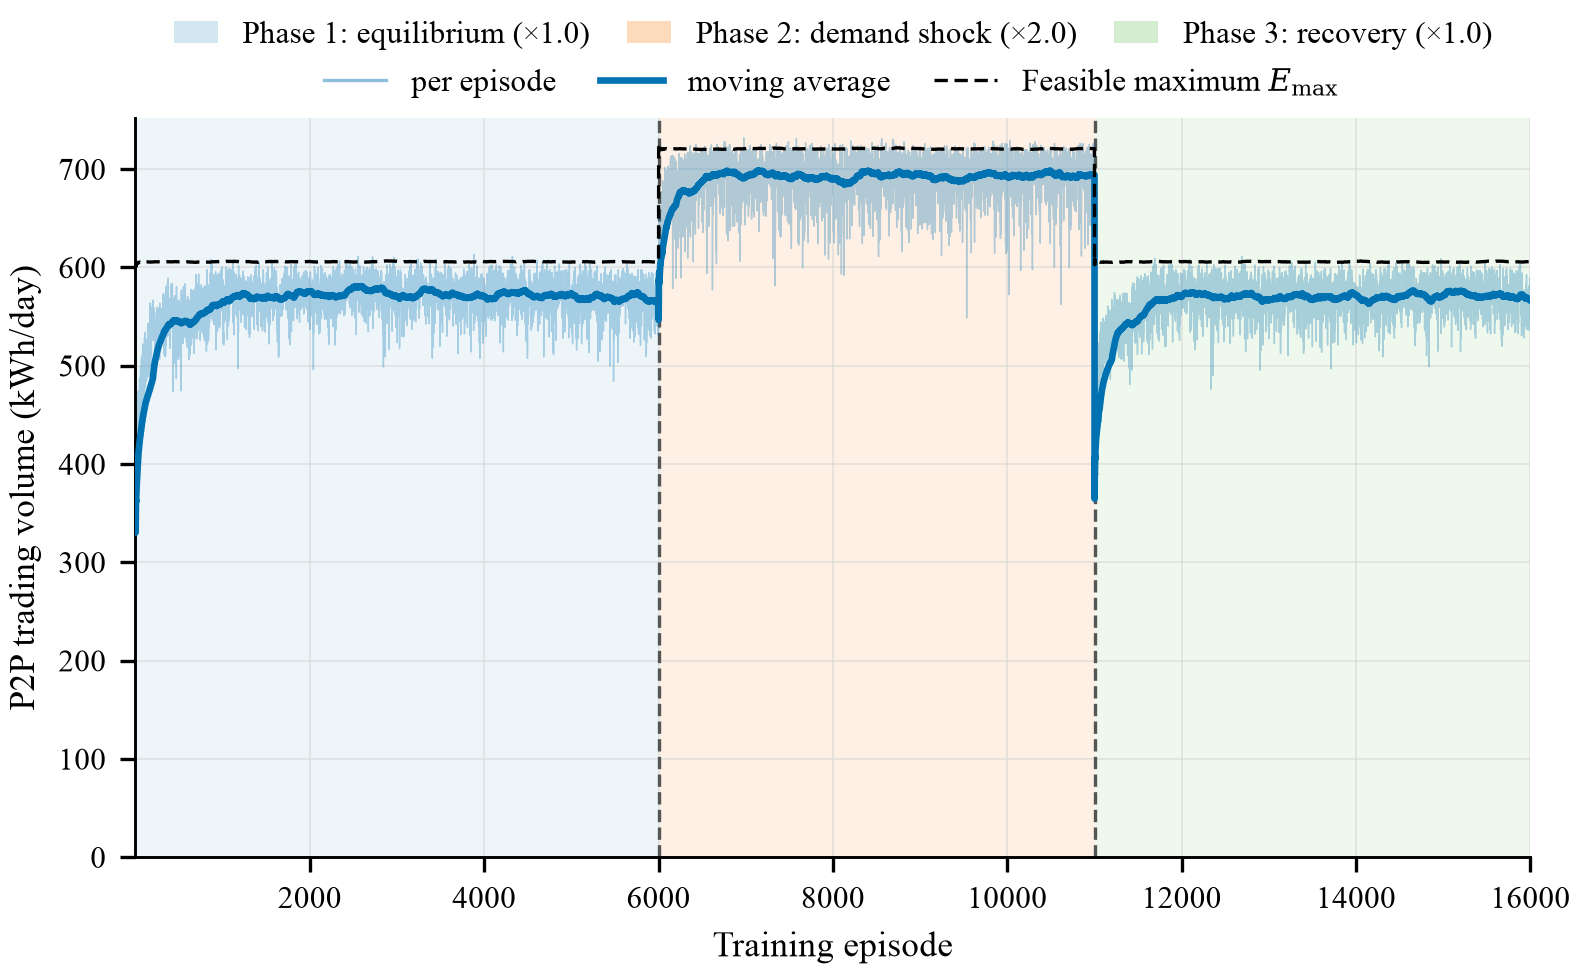 Phase 1: equilibrium (×1.0) Phase 2: demand shock (×2.0) Phase 3: recovery (×1.0)
per episode moving average Feasible maximum E_max
P2P trading volume (kWh/day)
700
600
500
400
300
200
100
0
2000 4000 6000 8000 10000 12000 14000 16000
Training episode